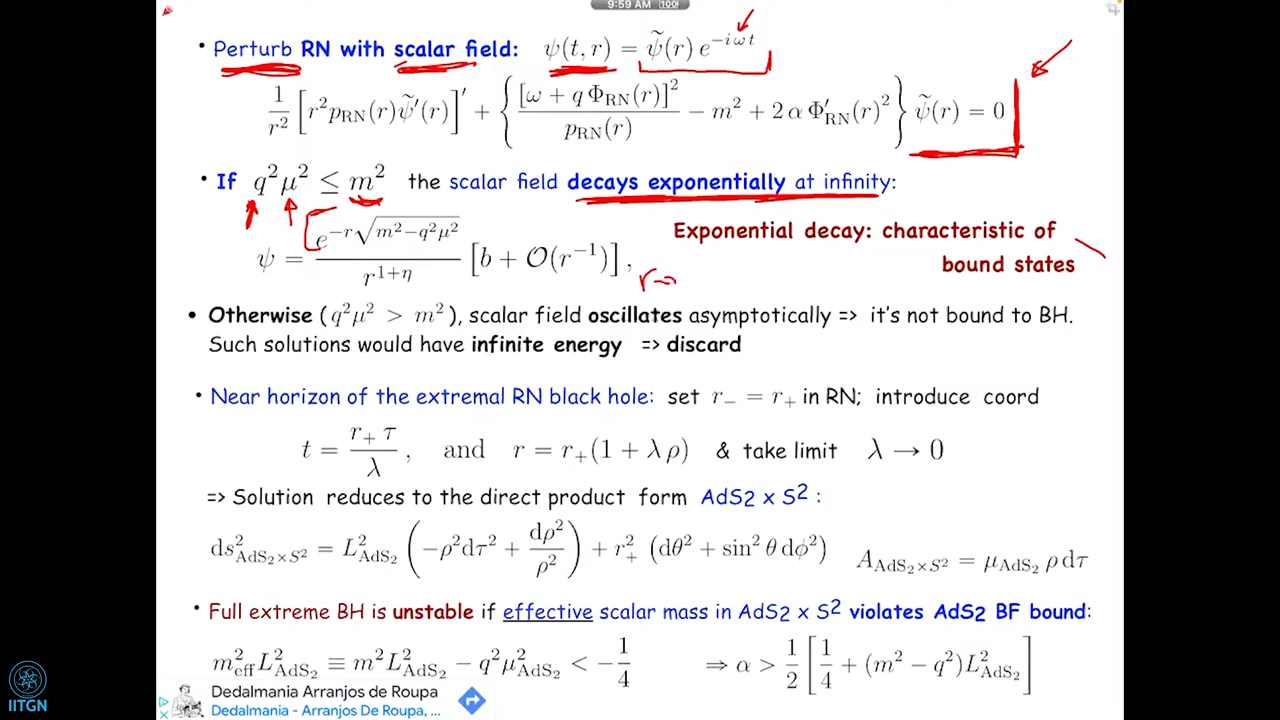 9:59 AM 100
• Perturb RN with scalar field: ψ(t, r) = ψ̃(r) e^{−iωt}
1/r² [r² p_RN(r) ψ̃′(r)]′ + { [ω + q Φ_RN(r)]² / p_RN(r) − m² + 2 α Φ′_RN(r)² } ψ̃(r) = 0
• If q²μ² ≤ m² the scalar field decays exponentially at infinity:
ψ = e^{−r√(m²−q²μ²)} / r^{1+η} [b + O(r⁻¹)] ,
Exponential decay: characteristic of
bound states
• Otherwise (q²μ² > m²), scalar field oscillates asymptotically => it's not bound to BH.
Such solutions would have infinite energy => discard
• Near horizon of the extremal RN black hole: set r₋ = r₊ in RN; introduce coord
t = r₊ τ / λ , and r = r₊(1 + λ ρ) & take limit λ → 0
=> Solution reduces to the direct product form AdS2 x S² :
ds²_{AdS₂×S²} = L²_{AdS₂} (−ρ²dτ² + dρ²/ρ²) + r₊² (dθ² + sin² θ dϕ²) A_{AdS₂×S²} = μ_{AdS₂} ρ dτ
• Full extreme BH is unstable if effective scalar mass in AdS2 x S² violates AdS2 BF bound:
m²_eff L²_{AdS₂} ≡ m² L²_{AdS₂} − q² μ²_{AdS₂} < −1/4 ⇒ α > 1/2 [1/4 + (m² − q²)L²_{AdS₂}]
IITGN
Dedalmania Arranjos de Roupa
Dedalmania - Arranjos De Roupa, ...